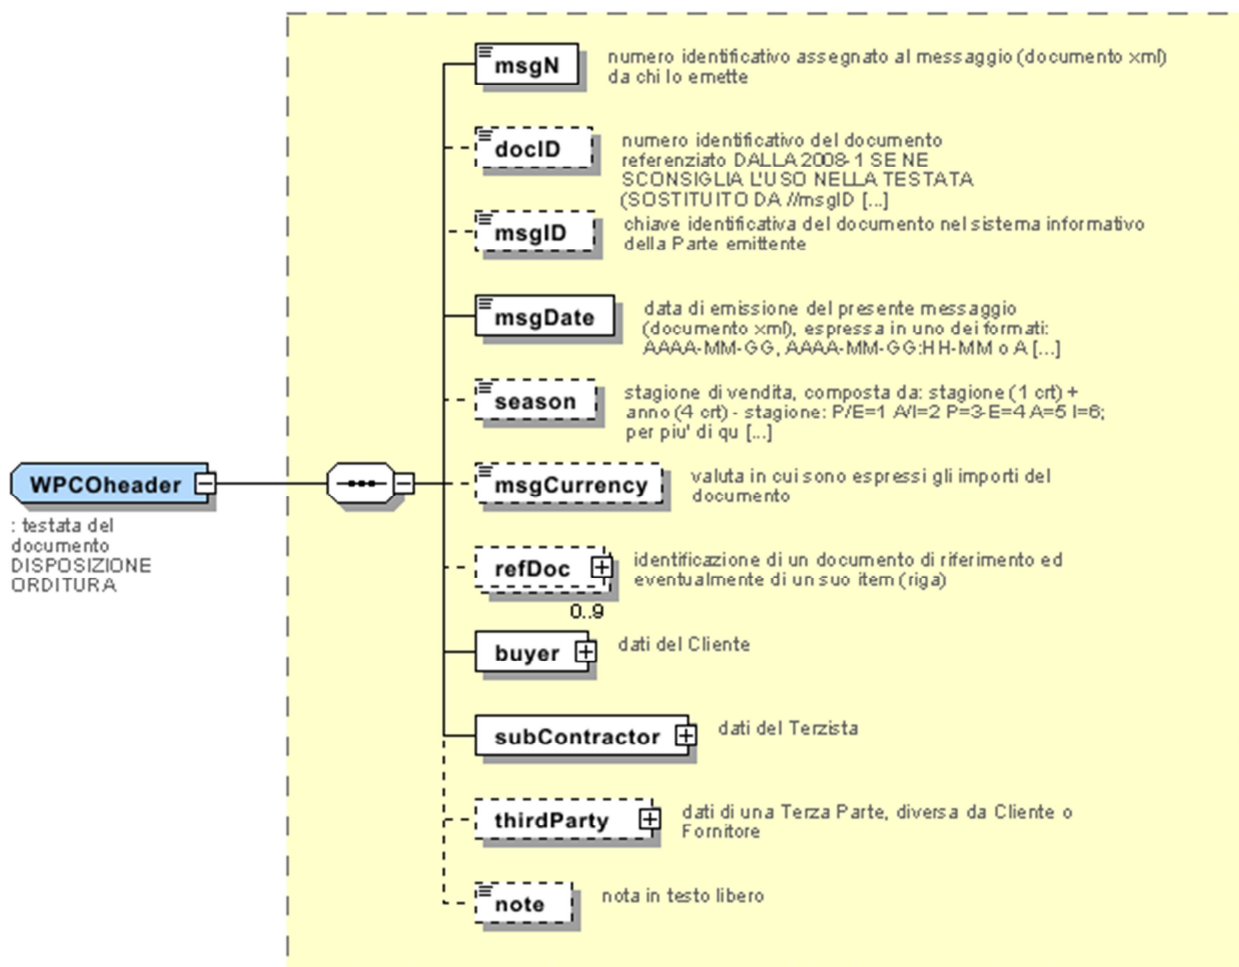 msgN
numero identificativo assegnato al messaggio (documento xml)
da chi lo emette
docID
numero identificativo del documento
referenziato DALLA 2008-1 SE NE
SCONSIGLIA L'USO NELLA TESTATA
(SOSTITUITO DA //msgID [...]
msgID
chiave identificativa del documento nel sistema informativo
della Parte emittente
msgDate
data di emissione del presente messaggio
(documento xml), espressa in uno dei formati:
AAAA-MM-GG, AAAA-MM-GG:HH-MM o A [...]
season
stagione di vendita, composta da: stagione (1 crt) +
anno (4 crt) - stagione: P/E=1 A/I=2 P=3 E=4 A=5 I=6;
per piu' di qu [...]
WPCOheader
: testata del
documento
DISPOSIZIONE
ORDITURA
msgCurrency
valuta in cui sono espressi gli importi del
documento
refDoc
identificazione di un documento di riferimento ed
eventualmente di un suo item (riga)
0..9
buyer
dati del Cliente
subContractor
dati del Terzista
thirdParty
dati di una Terza Parte, diversa da Cliente o
Fornitore
note
nota in testo libero